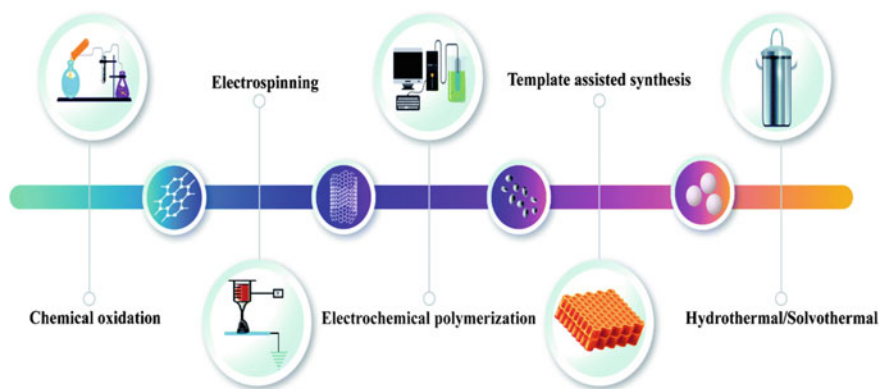 Electrospinning
Template assisted synthesis
Chemical oxidation
Electrochemical polymerization
Hydrothermal/Solvothermal